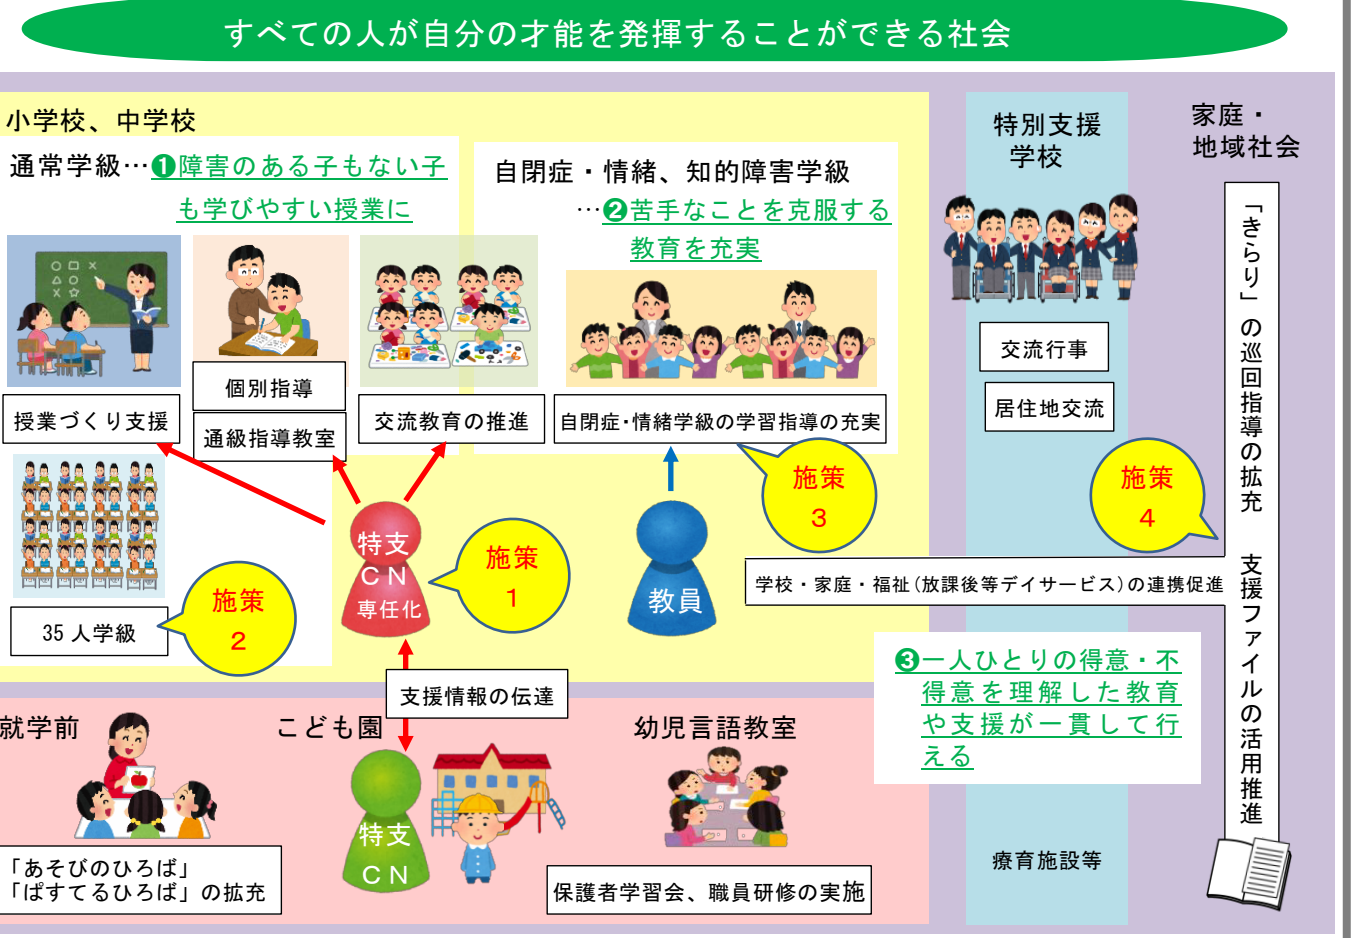 すべての人が自分の才能を発揮することができる社会
小学校、中学校
通常学級…❶障害のある子もない子
も学びやすい授業に
自閉症・情緒、知的障害学級
…❷苦手なことを克服する
教育を充実
特別支援
学校
家庭・
地域社会
授業づくり支援
個別指導
通級指導教室
交流教育の推進
自閉症・情緒学級の学習指導の充実
交流行事
居住地交流
「きらり」の巡回指導の拡充　支援ファイルの活用推進
施策
3
施策
4
特支
CN
専任化
施策
1
教員
学校・家庭・福祉(放課後等デイサービス)の連携促進
施策
2
35人学級
❸一人ひとりの得意・不
得意を理解した教育
や支援が一貫して行
える
支援情報の伝達
就学前
こども園
幼児言語教室
特支
CN
「あそびのひろば」
「ぱすてるひろば」の拡充
保護者学習会、職員研修の実施
療育施設等